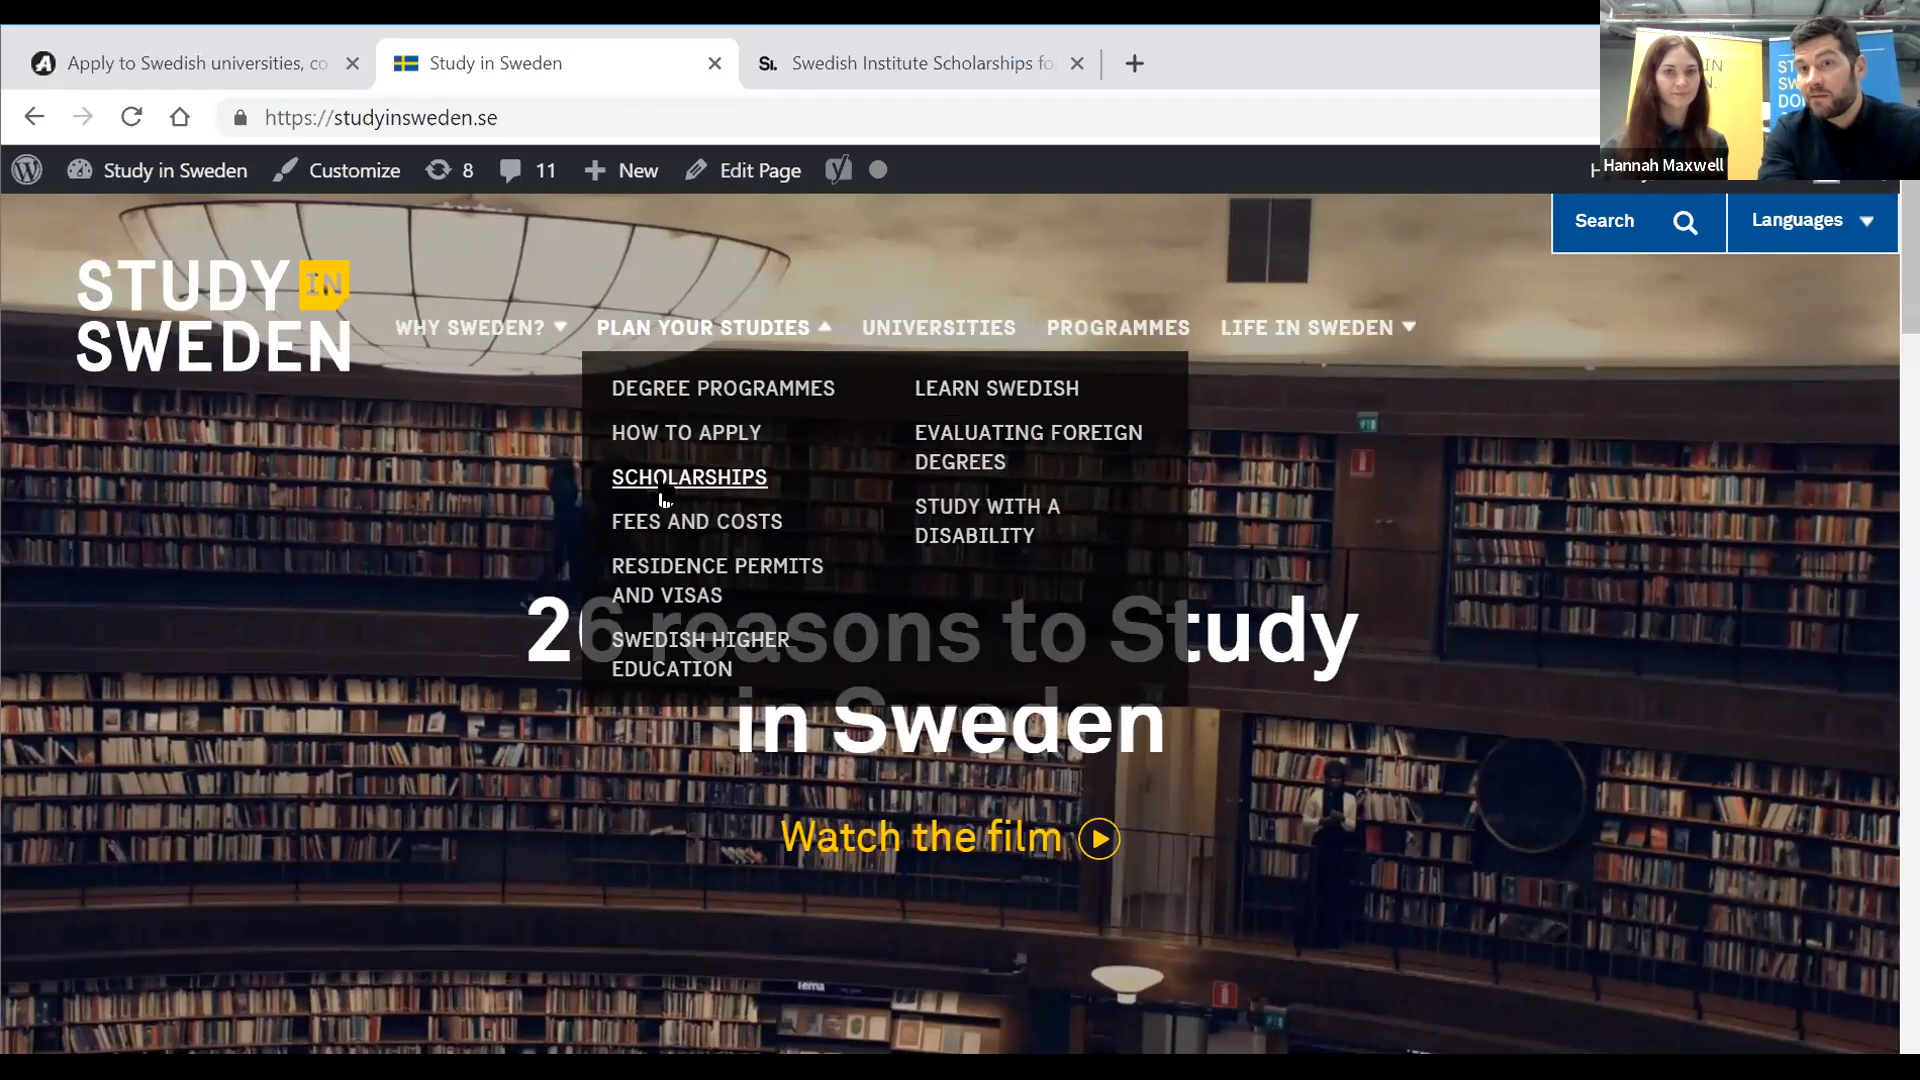 Apply to Swedish universities, co
Study in Sweden
Si.
Swedish Institute Scholarships fo
https://studyinsweden.se
Study in Sweden
Customize
8
11
New
Edit Page
Hannah Maxwell
Search
Languages
STUDY IN
SWEDEN
WHY SWEDEN?
PLAN YOUR STUDIES
UNIVERSITIES
PROGRAMMES
LIFE IN SWEDEN
DEGREE PROGRAMMES
HOW TO APPLY
SCHOLARSHIPS
FEES AND COSTS
RESIDENCE PERMITS
AND VISAS
SWEDISH HIGHER
EDUCATION
LEARN SWEDISH
EVALUATING FOREIGN
DEGREES
STUDY WITH A
DISABILITY
26 reasons to Study
in Sweden
Watch the film